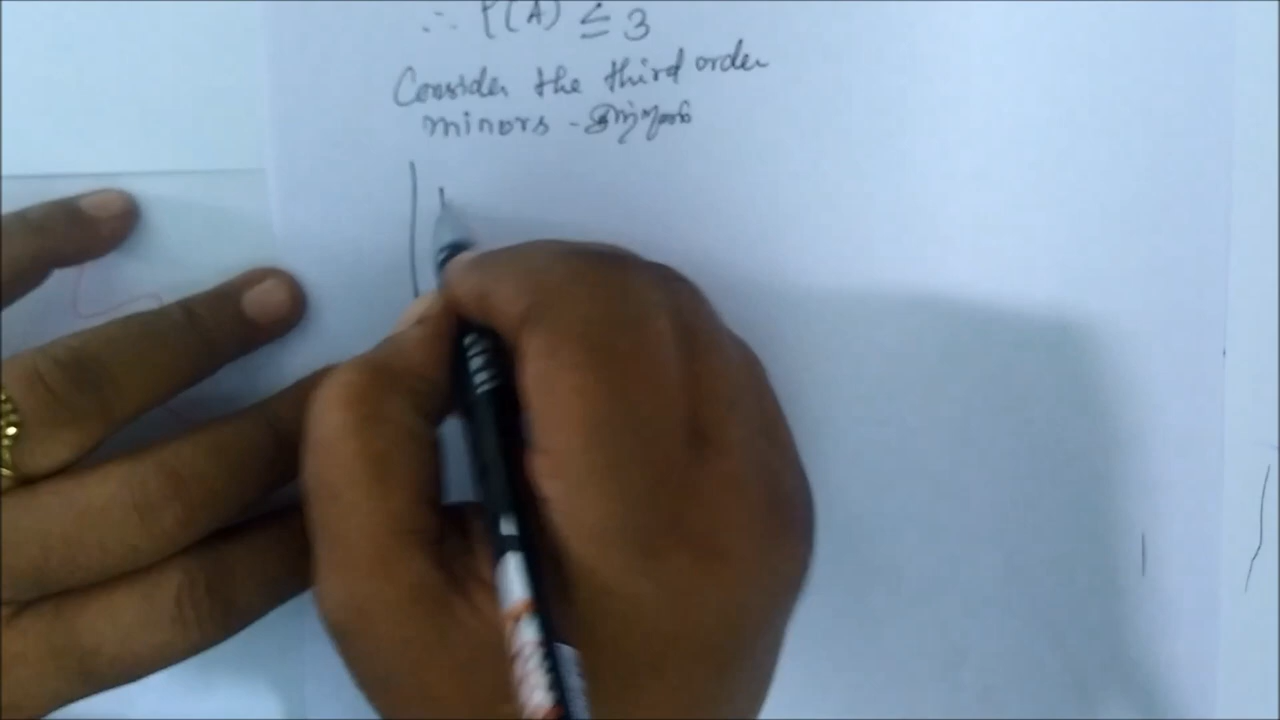 ∴ ρ(A) ≤ 3
Consider the third order
minors -
|